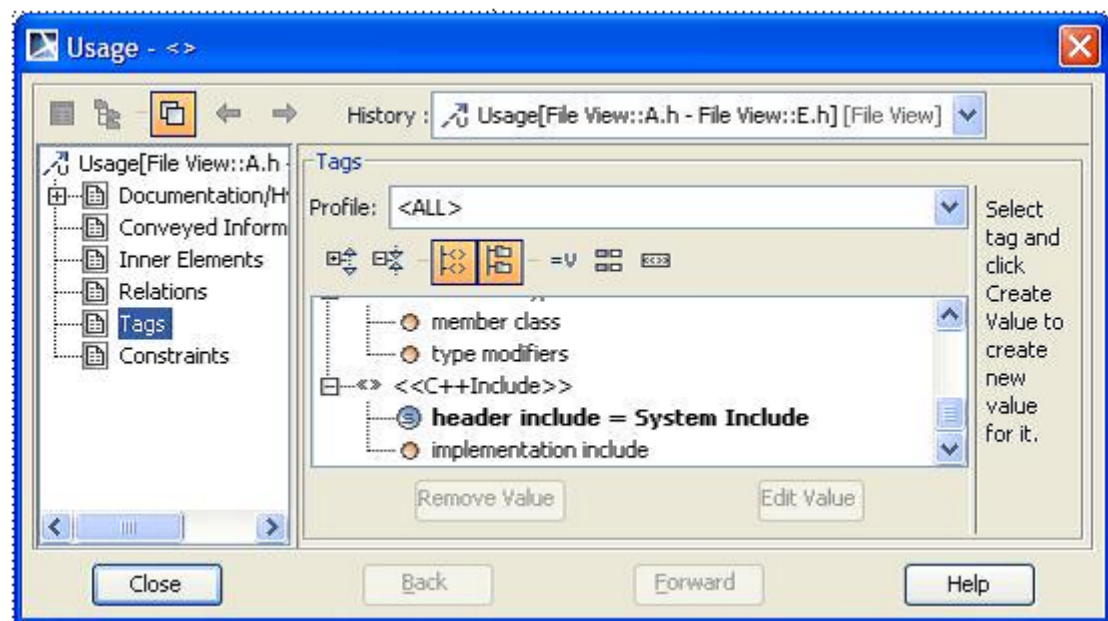 Usage - <>
History : Usage[File View::A.h - File View::E.h] [File View]
Usage[File View::A.h -
Documentation/H
Conveyed Inform
Inner Elements
Relations
Tags
Constraints
Tags
Profile: <ALL>
=V
member class
type modifiers
<<C++Include>>
header include = System Include
implementation include
Remove Value
Edit Value
Select
tag and
click
Create
Value to
create
new
value
for it.
Close
Back
Forward
Help